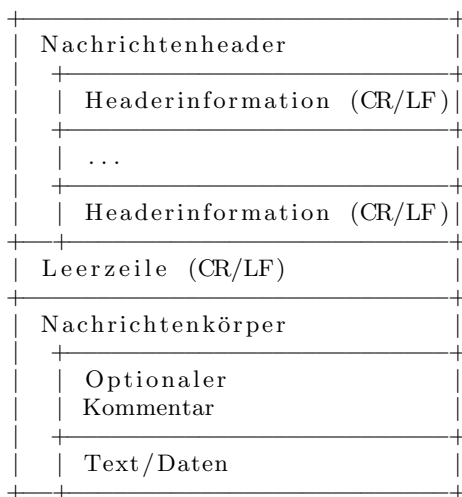 Nachrichtenheader
Headerinformation (CR/LF)
...
Headerinformation (CR/LF)
Leerzeile (CR/LF)
Nachrichtenkörper
Optionaler
Kommentar
Text/Daten